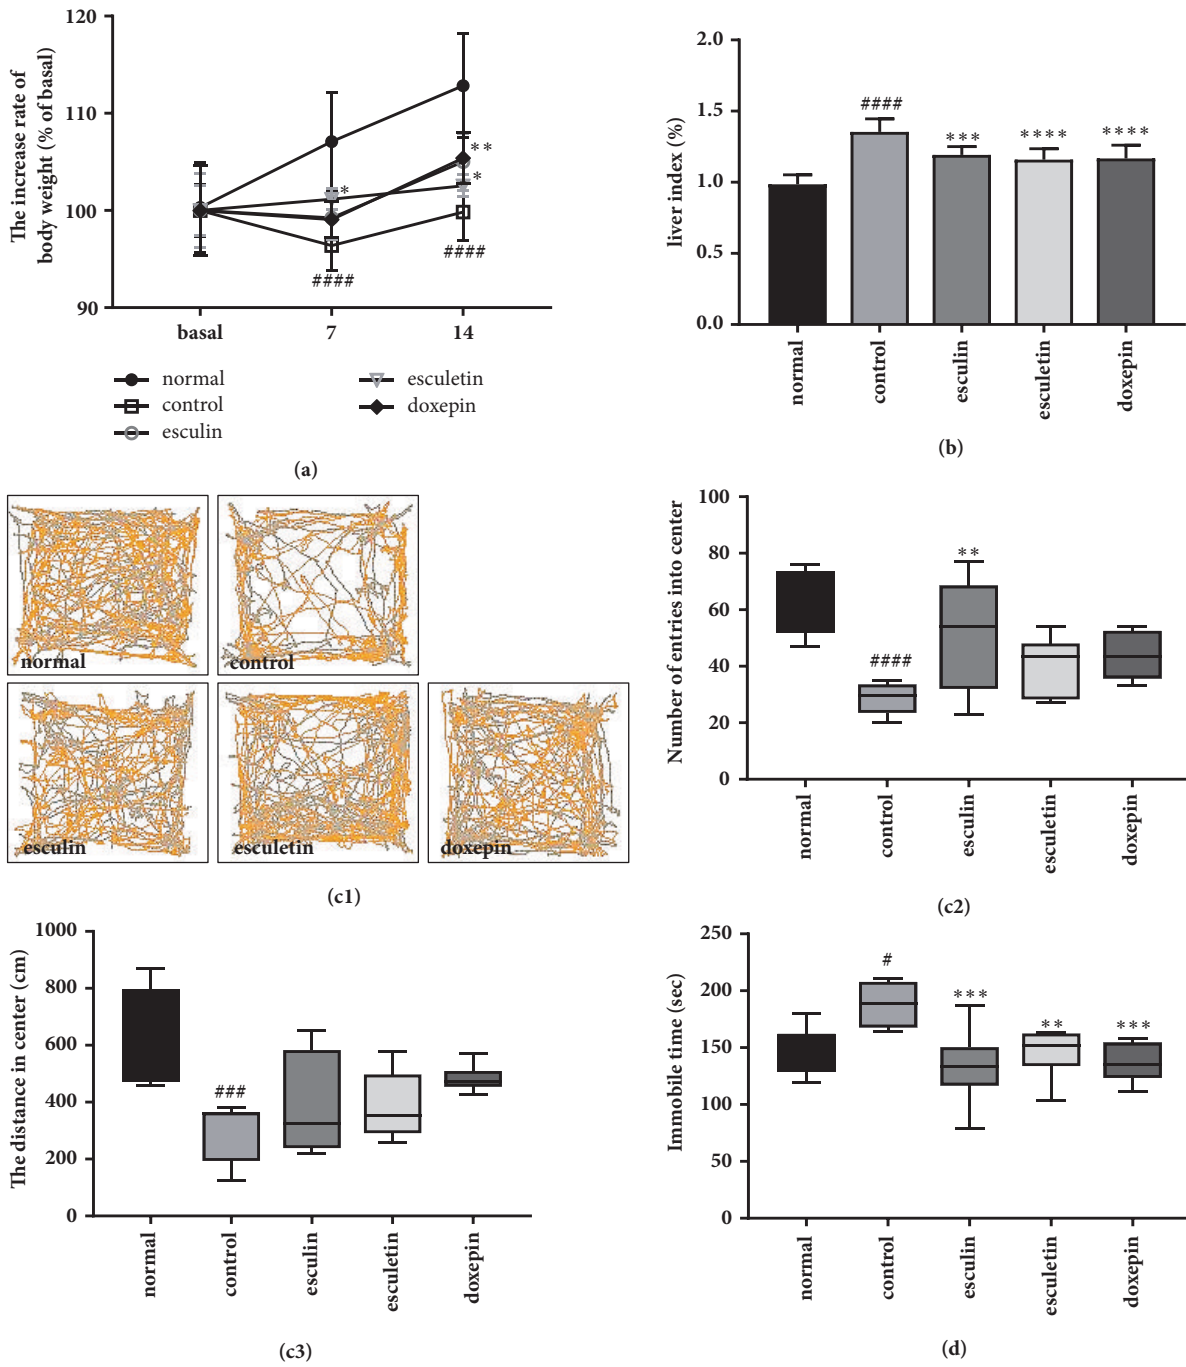 The increase rate of
body weight (% of basal)
120
110
100
90
*
**
*
####
####
basal 7 14
normal
control
esculin
esculetin
doxepin
(a)
liver index (%)
2.0
1.5
1.0
0.5
0.0
####
***
****
****
normal
control
esculin
esculetin
doxepin
(b)
normal
control
esculin
esculetin
doxepin
(c1)
Number of entries into center
100
80
60
40
20
0
####
**
normal
control
esculin
esculetin
doxepin
(c2)
The distance in center (cm)
1000
800
600
400
200
0
###
normal
control
esculin
esculetin
doxepin
(c3)
Immobile time (sec)
250
200
150
100
50
0
#
***
**
***
normal
control
esculin
esculetin
doxepin
(d)